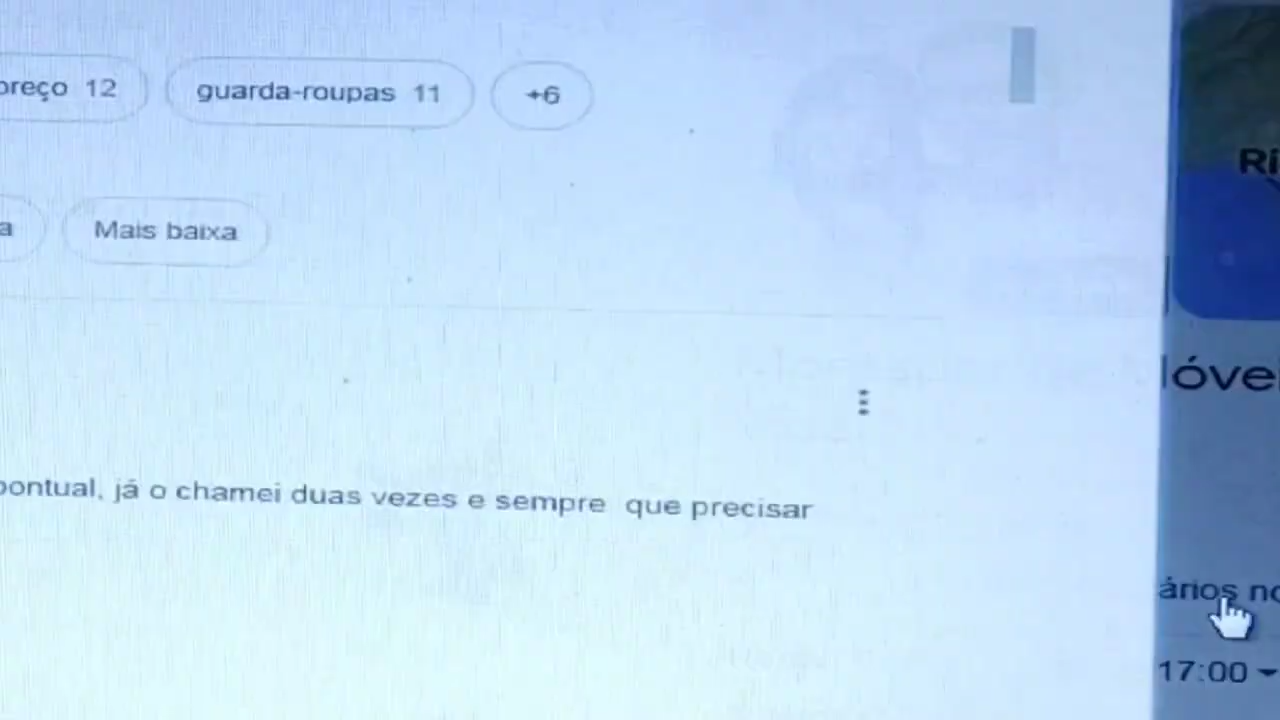 preço 12
guarda-roupas 11
+6
a
Mais baixa
Ri
óve
pontual, já o chamei duas vezes e sempre que precisar
ários no
17:00